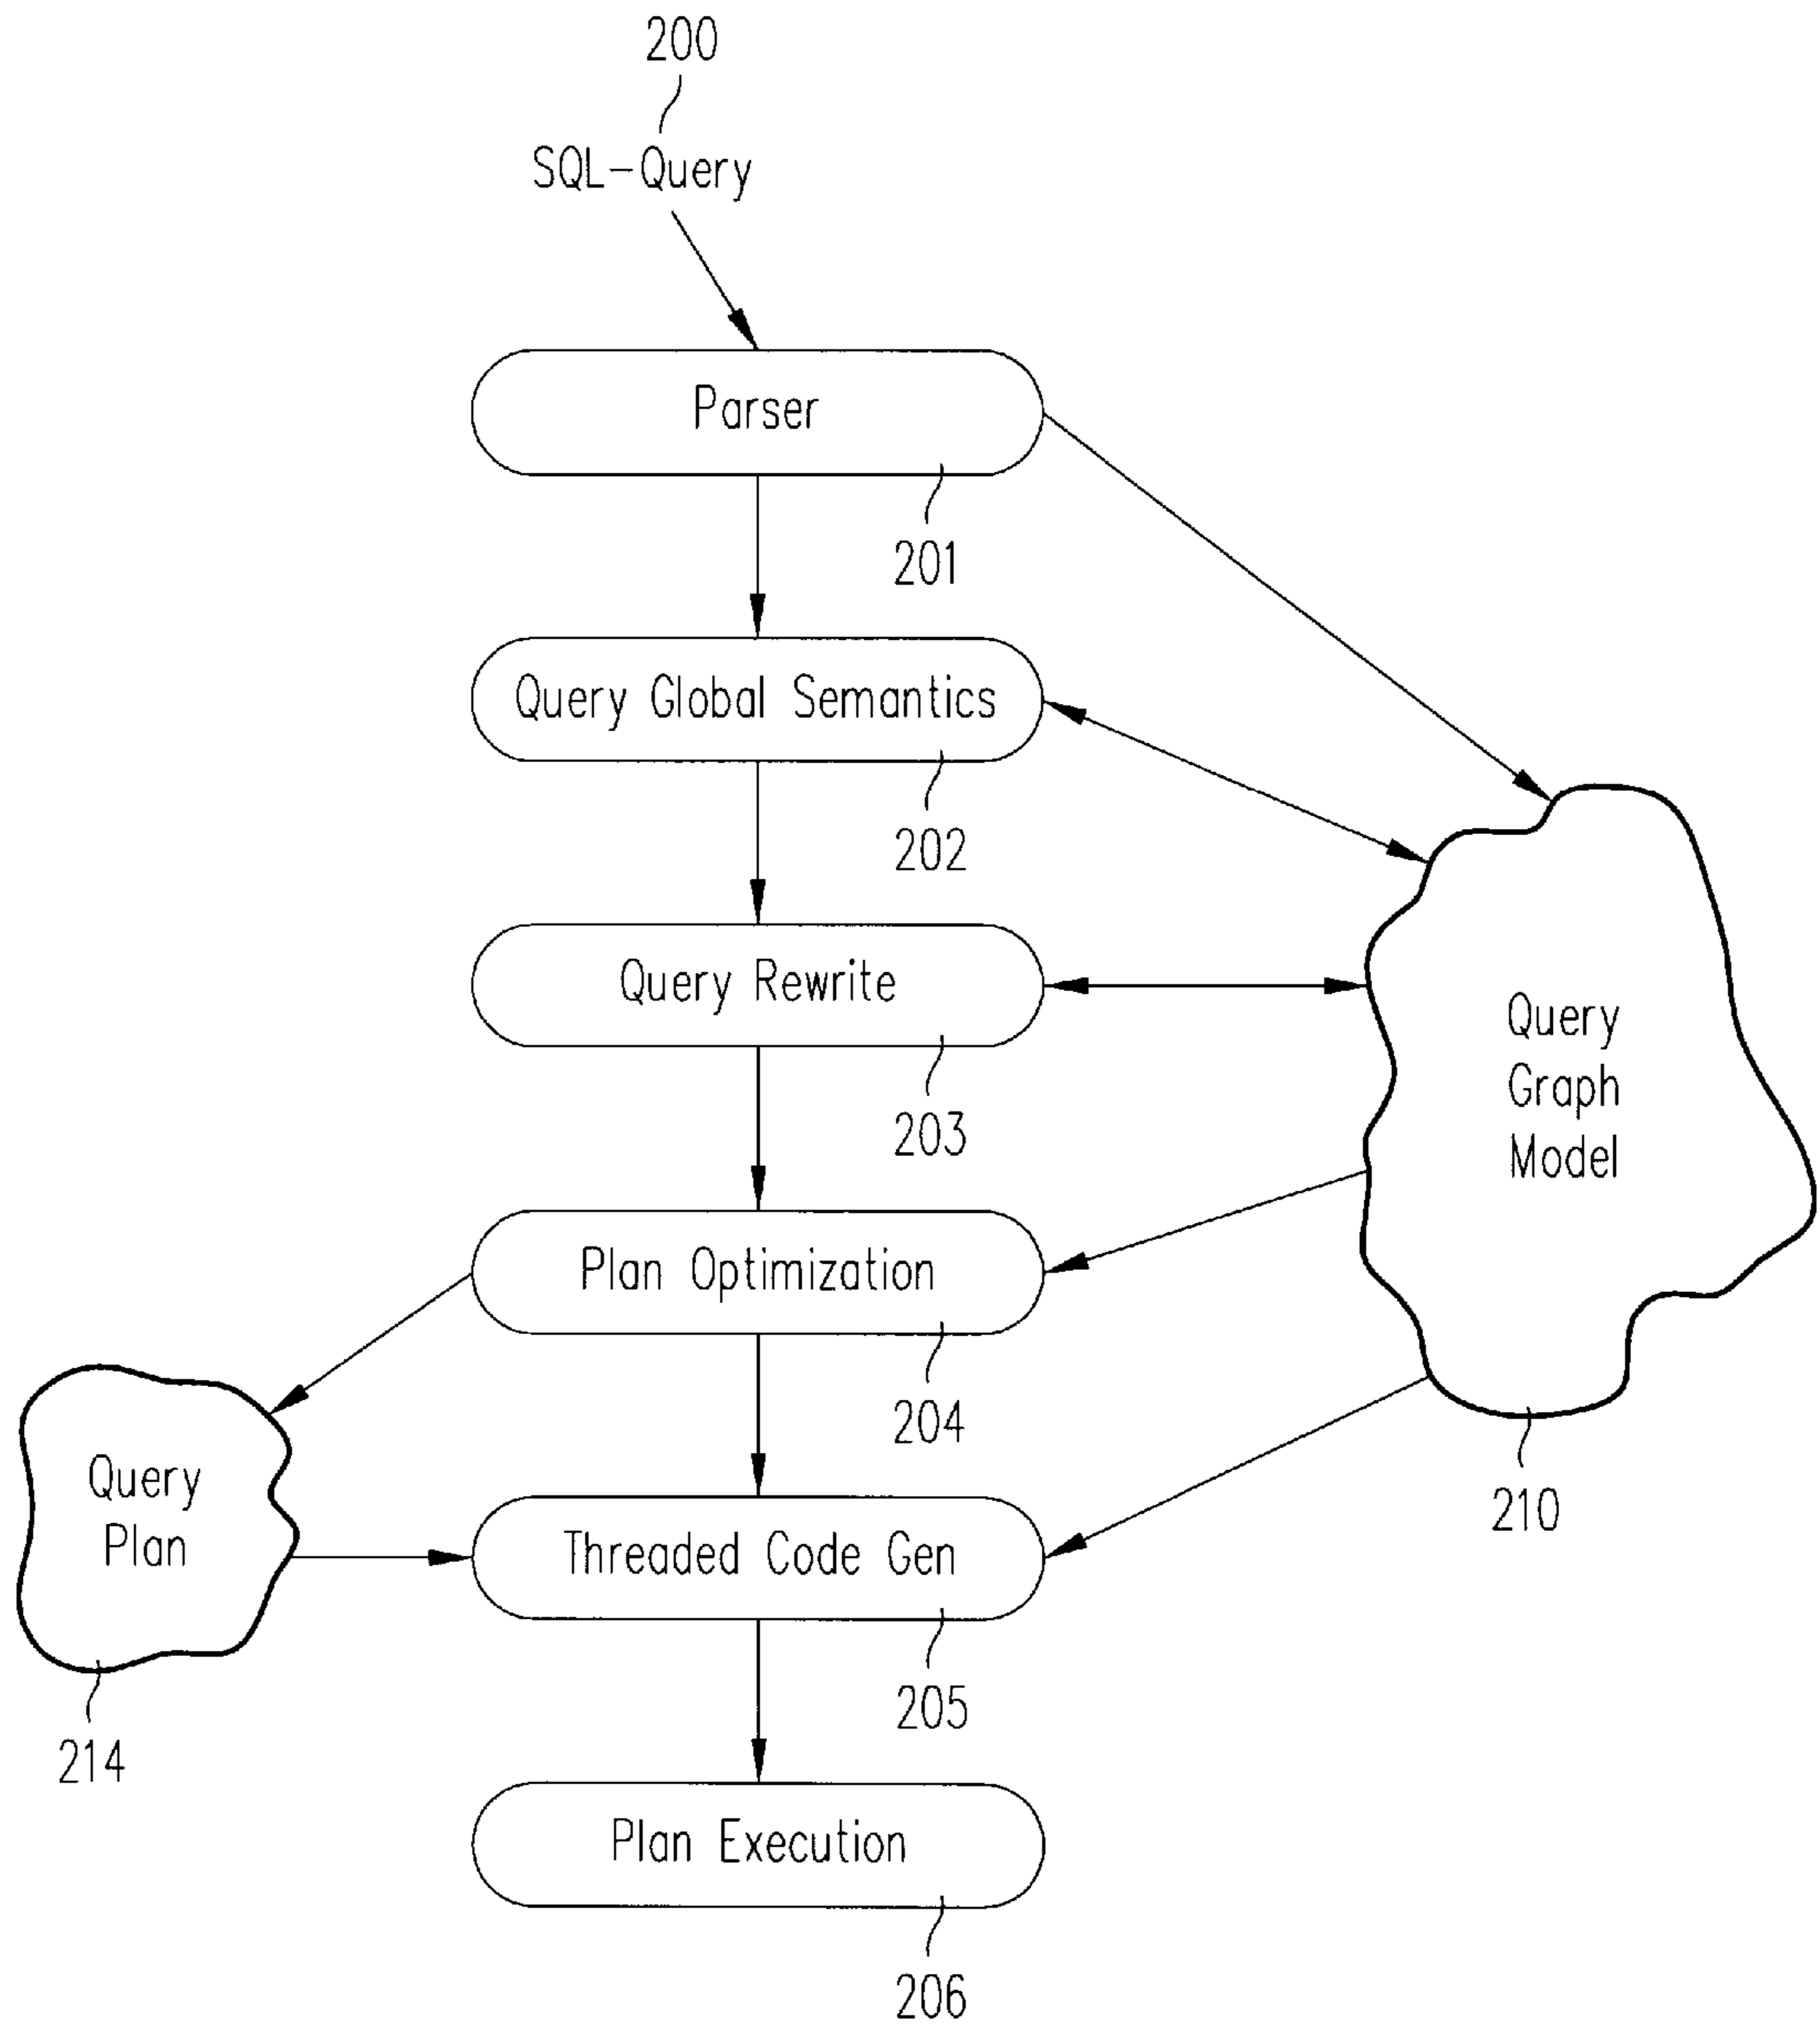 200
SQL-Query
Parser
201
Query Global Semantics
202
Query Rewrite
203
Query
Graph
Model
Plan Optimization
204
210
Query
Plan
Threaded Code Gen
205
214
Plan Execution
206